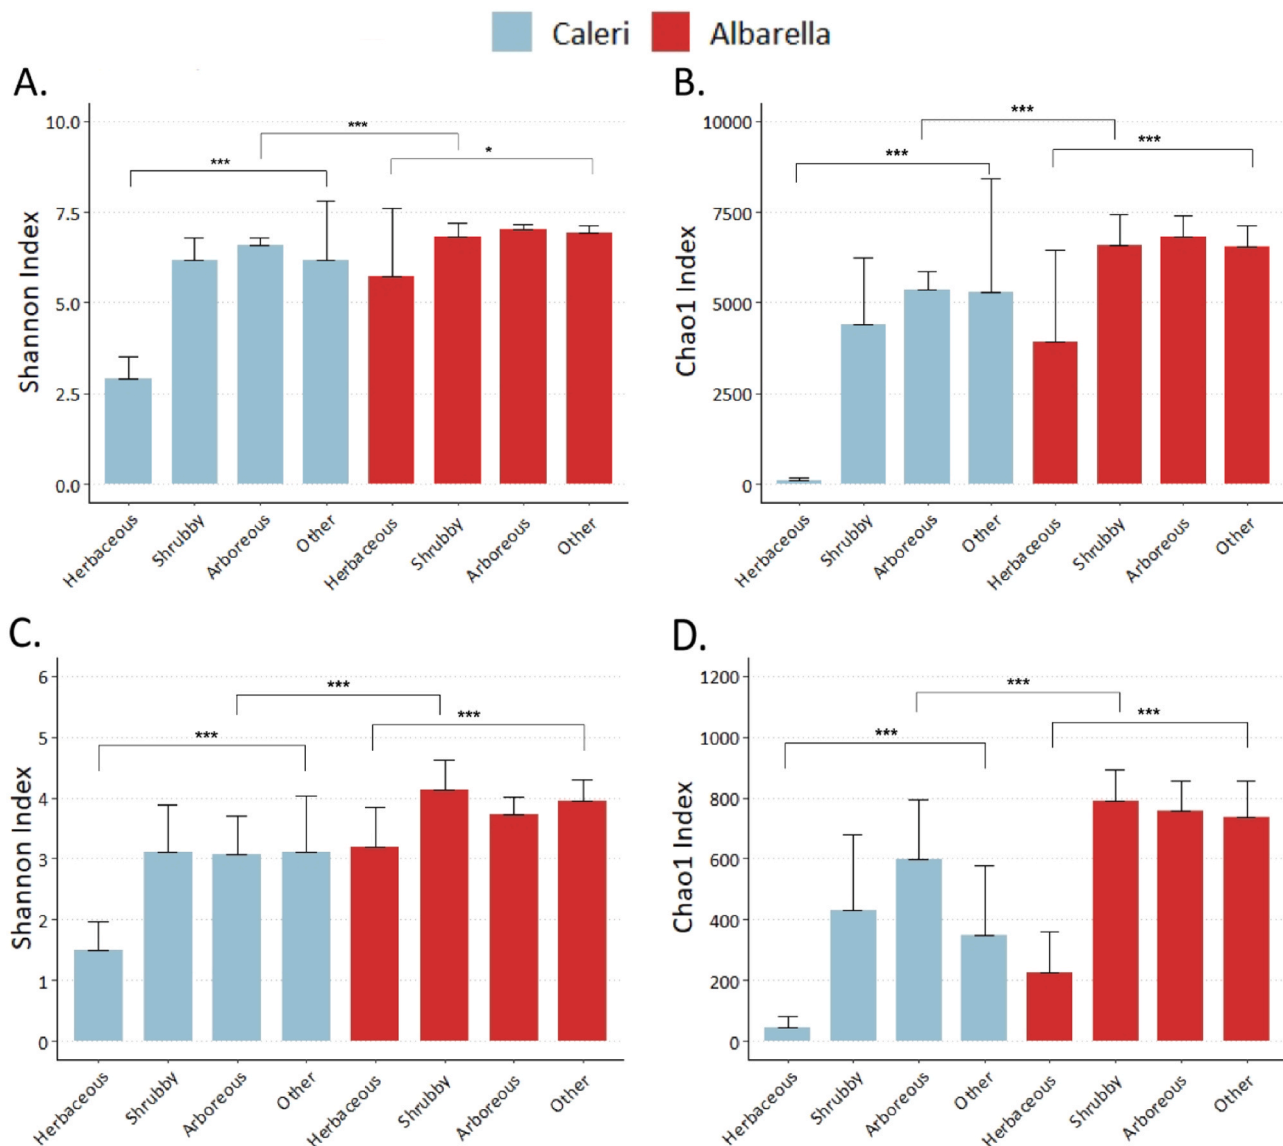 Caleri Albarella
A.
Shannon Index
10.0
7.5
5.0
2.5
0.0
***
***
*
Herbaceous
Shrubby
Arboreous
Other
Herbaceous
Shrubby
Arboreous
Other
B.
Chao1 Index
10000
7500
5000
2500
0
***
***
***
Herbaceous
Shrubby
Arboreous
Other
Herbaceous
Shrubby
Arboreous
Other
C.
Shannon Index
6
5
4
3
2
1
0
***
***
***
Herbaceous
Shrubby
Arboreous
Other
Herbaceous
Shrubby
Arboreous
Other
D.
Chao1 Index
1200
1000
800
600
400
200
0
***
***
***
Herbaceous
Shrubby
Arboreous
Other
Herbaceous
Shrubby
Arboreous
Other